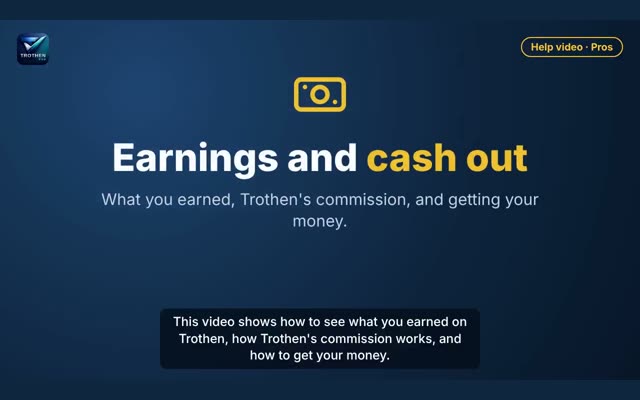 TROTHEN
Help video · Pros
Earnings and cash out
What you earned, Trothen's commission, and getting your
money.
This video shows how to see what you earned on
Trothen, how Trothen's commission works, and
how to get your money.